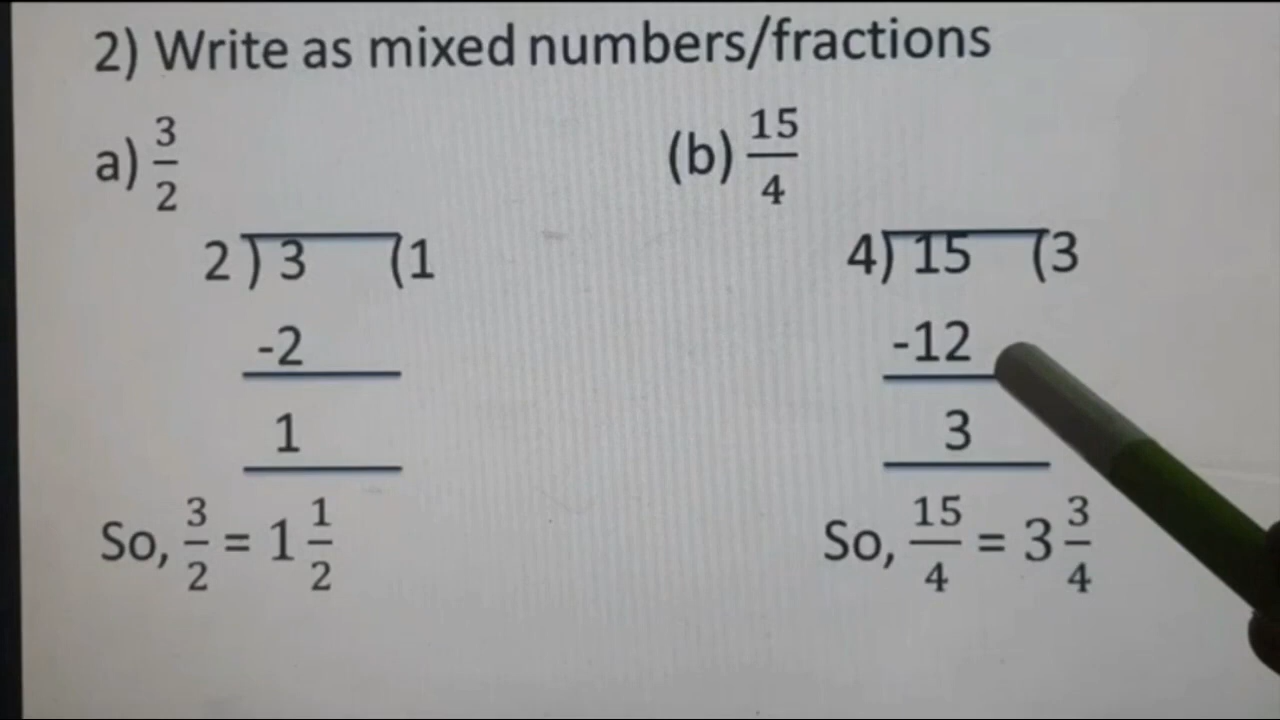 2) Write as mixed numbers/fractions
a) 3/2
2) 3 (1
-2
1
So, 3/2 = 1 1/2
(b) 15/4
4) 15 (3
-12
3
So, 15/4 = 3 3/4